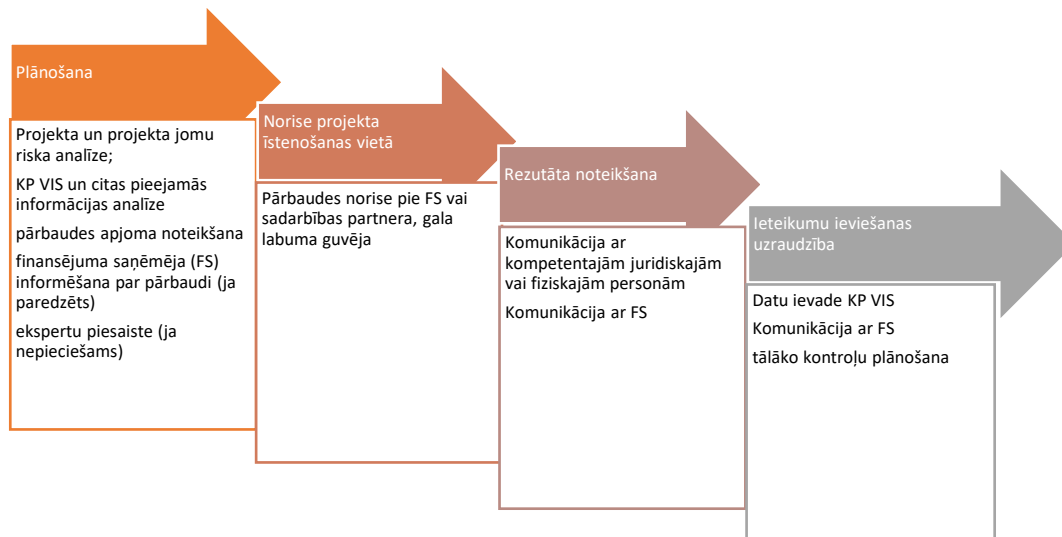 Plānošana
Projekta un projekta jomu
riska analīze;
KP VIS un citas pieejamās
informācijas analīze
pārbaudes apjoma noteikšana
finansējuma saņēmēja (FS)
informēšana par pārbaudi (ja
paredzēts)
ekspertu piesaiste (ja
nepieciešams)
Norise projekta
īstenošanas vietā
Pārbaudes norise pie FS vai
sadarbības partnera, gala
labuma guvēja
Rezutāta noteikšana
Komunikācija ar
kompetentajām juridiskajām
vai fiziskajām personām
Komunikācija ar FS
Ieteikumu ieviešanas
uzraudzība
Datu ievade KP VIS
Komunikācija ar FS
tālāko kontroļu plānošana